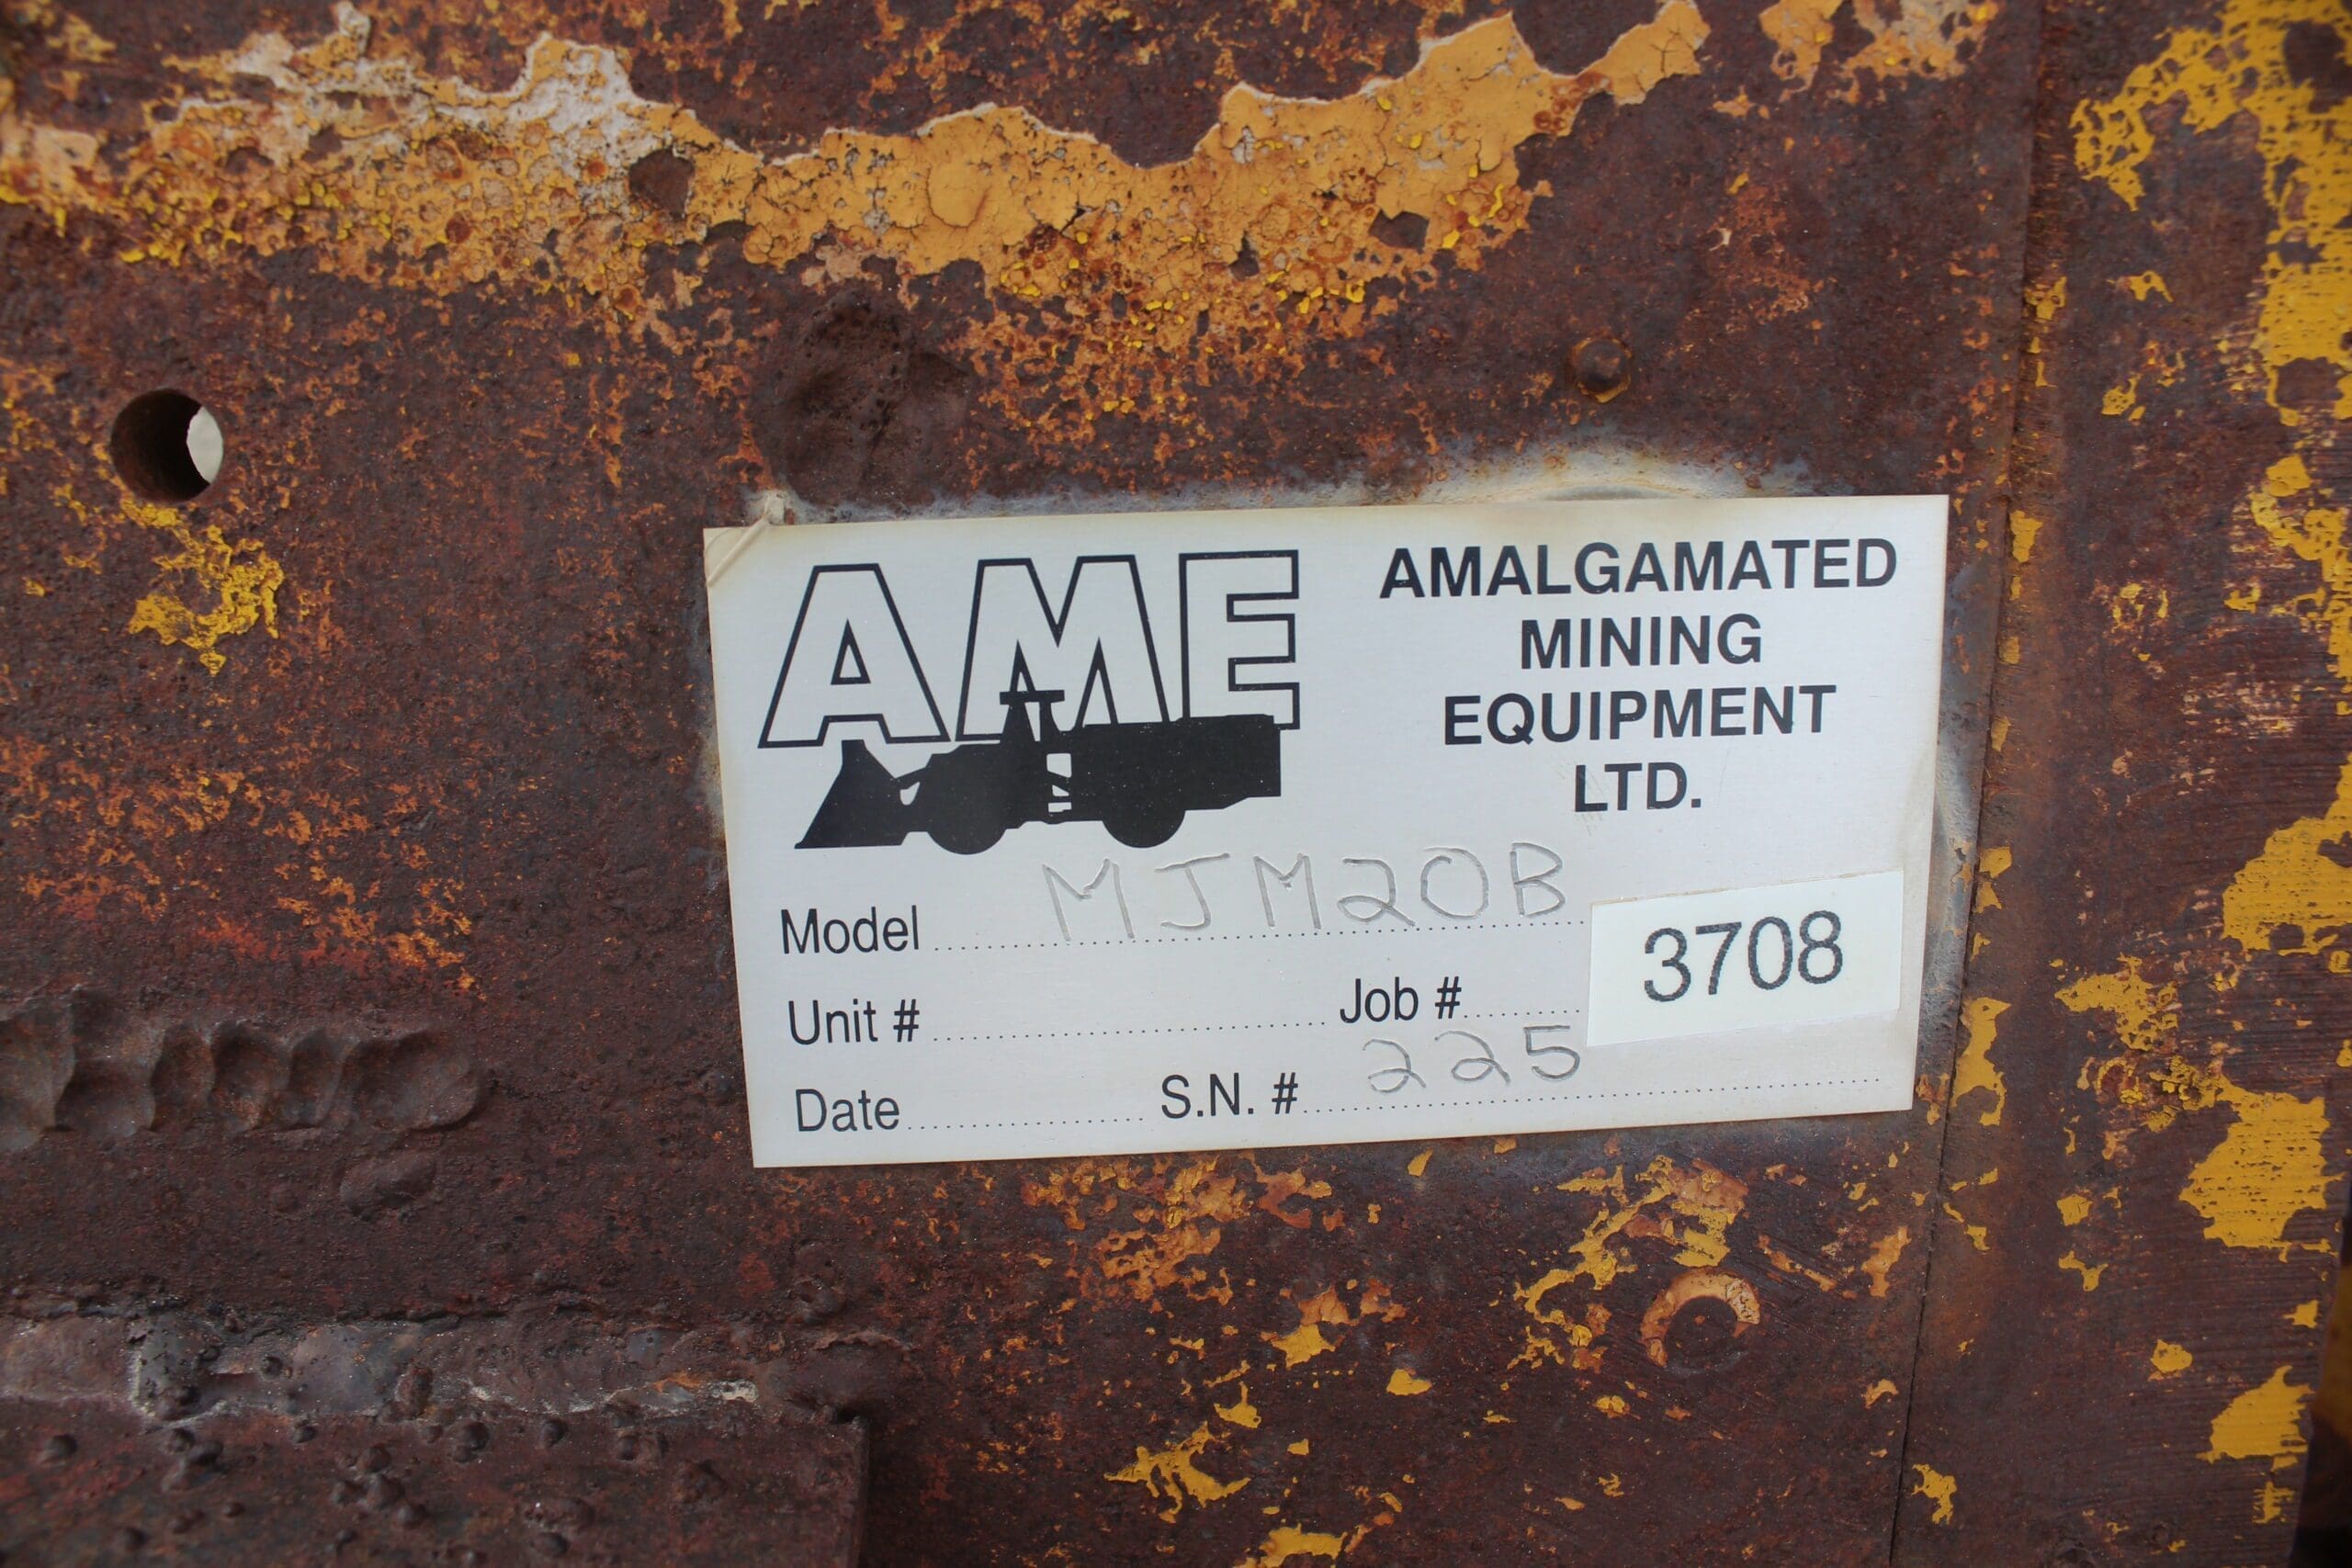 AME
AMALGAMATED
MINING
EQUIPMENT
LTD.
Model MJM20B
Unit # Job # 3708
Date S.N. # 225